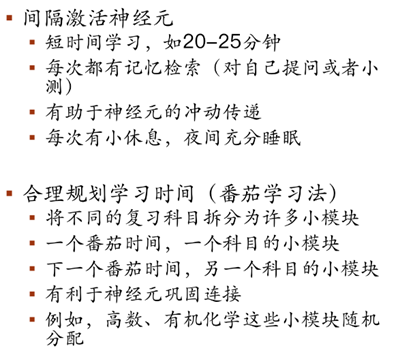 间隔激活神经元
短时间学习，如20–25分钟
每次都有记忆检索（对自己提问或者小
测）
有助于神经元的冲动传递
每次有小休息，夜间充分睡眠
合理规划学习时间（番茄学习法）
将不同的复习科目拆分为许多小模块
一个番茄时间，一个科目的小模块
下一个番茄时间，另一个科目的小模块
有利于神经元巩固连接
例如，高数、有机化学这些小模块随机
分配